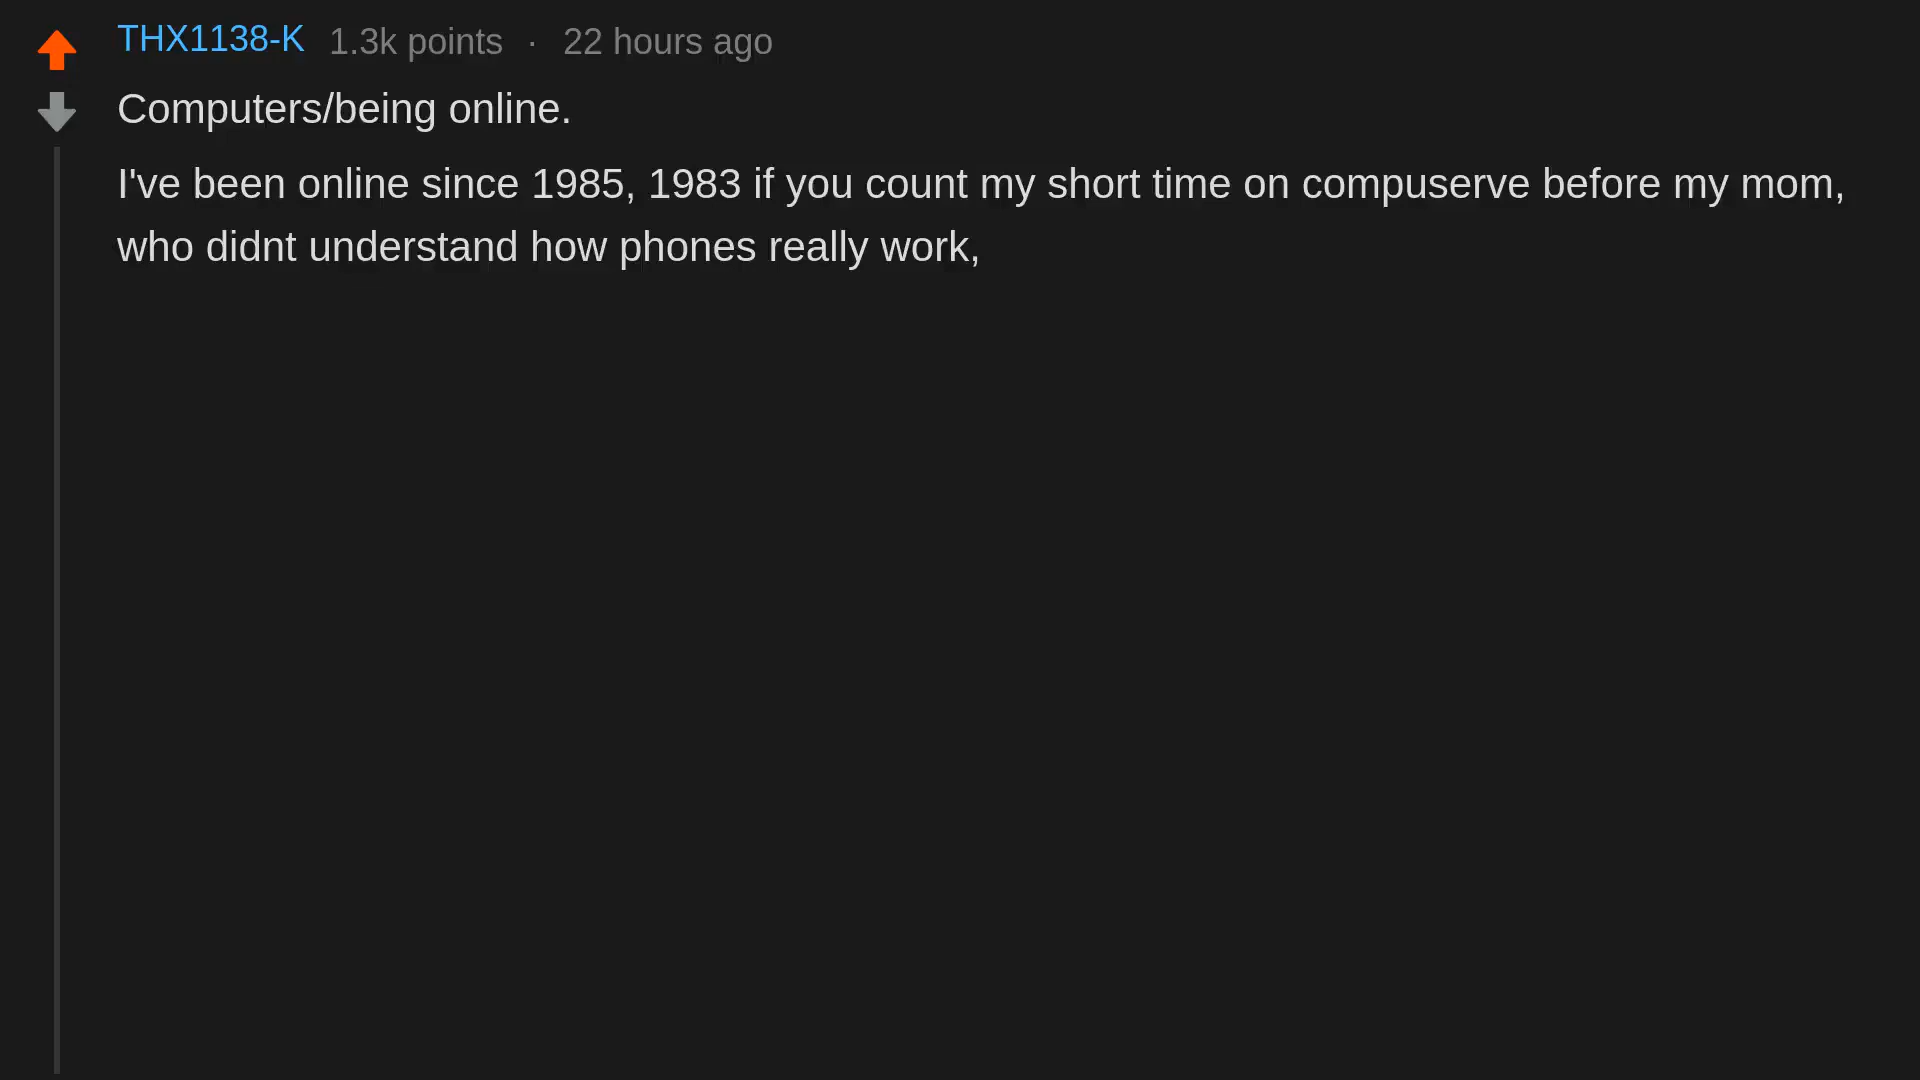 THX1138-K 1.3k points · 22 hours ago
Computers/being online.
I've been online since 1985, 1983 if you count my short time on compuserve before my mom,
who didnt understand how phones really work,